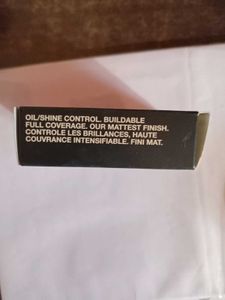 OIL/SHINE CONTROL. BUILDABLE
FULL COVERAGE. OUR MATTEST FINISH.
CONTROLE LES BRILLANCES, HAUTE
COUVRANCE INTENSIFIABLE. FINI MAT.